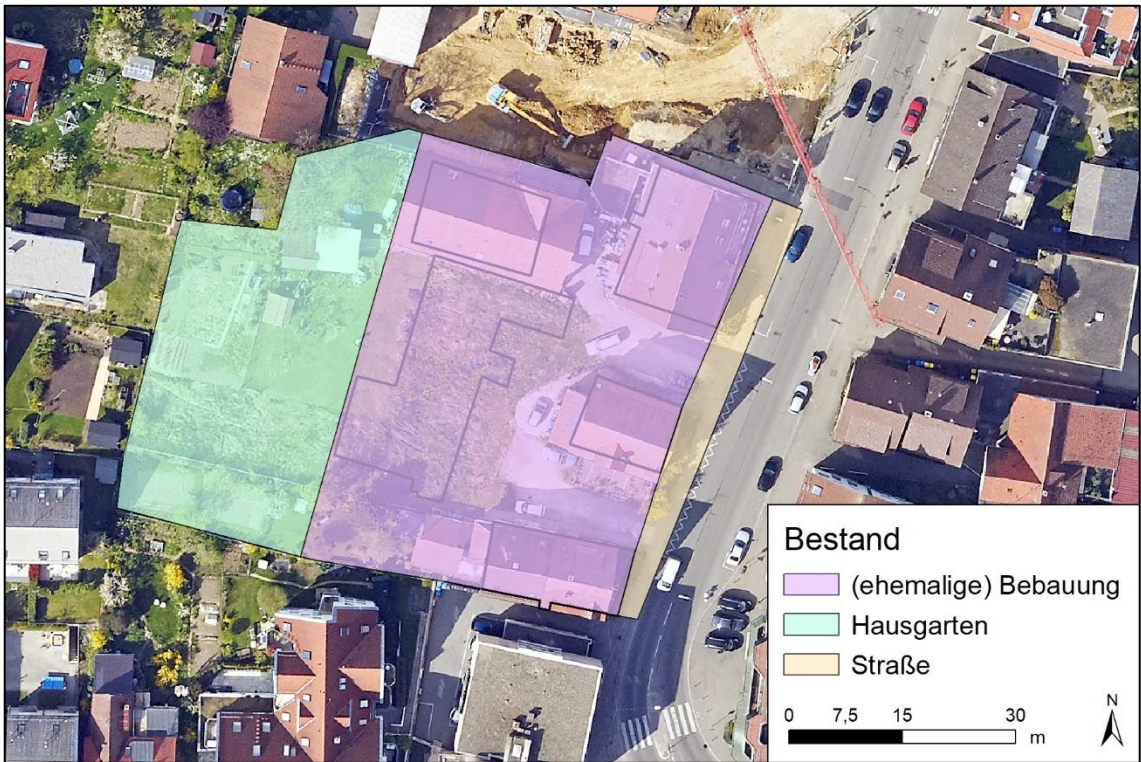 Bestand
(ehemalige) Bebauung
Hausgarten
Straße
N
0 7,5 15 30
m